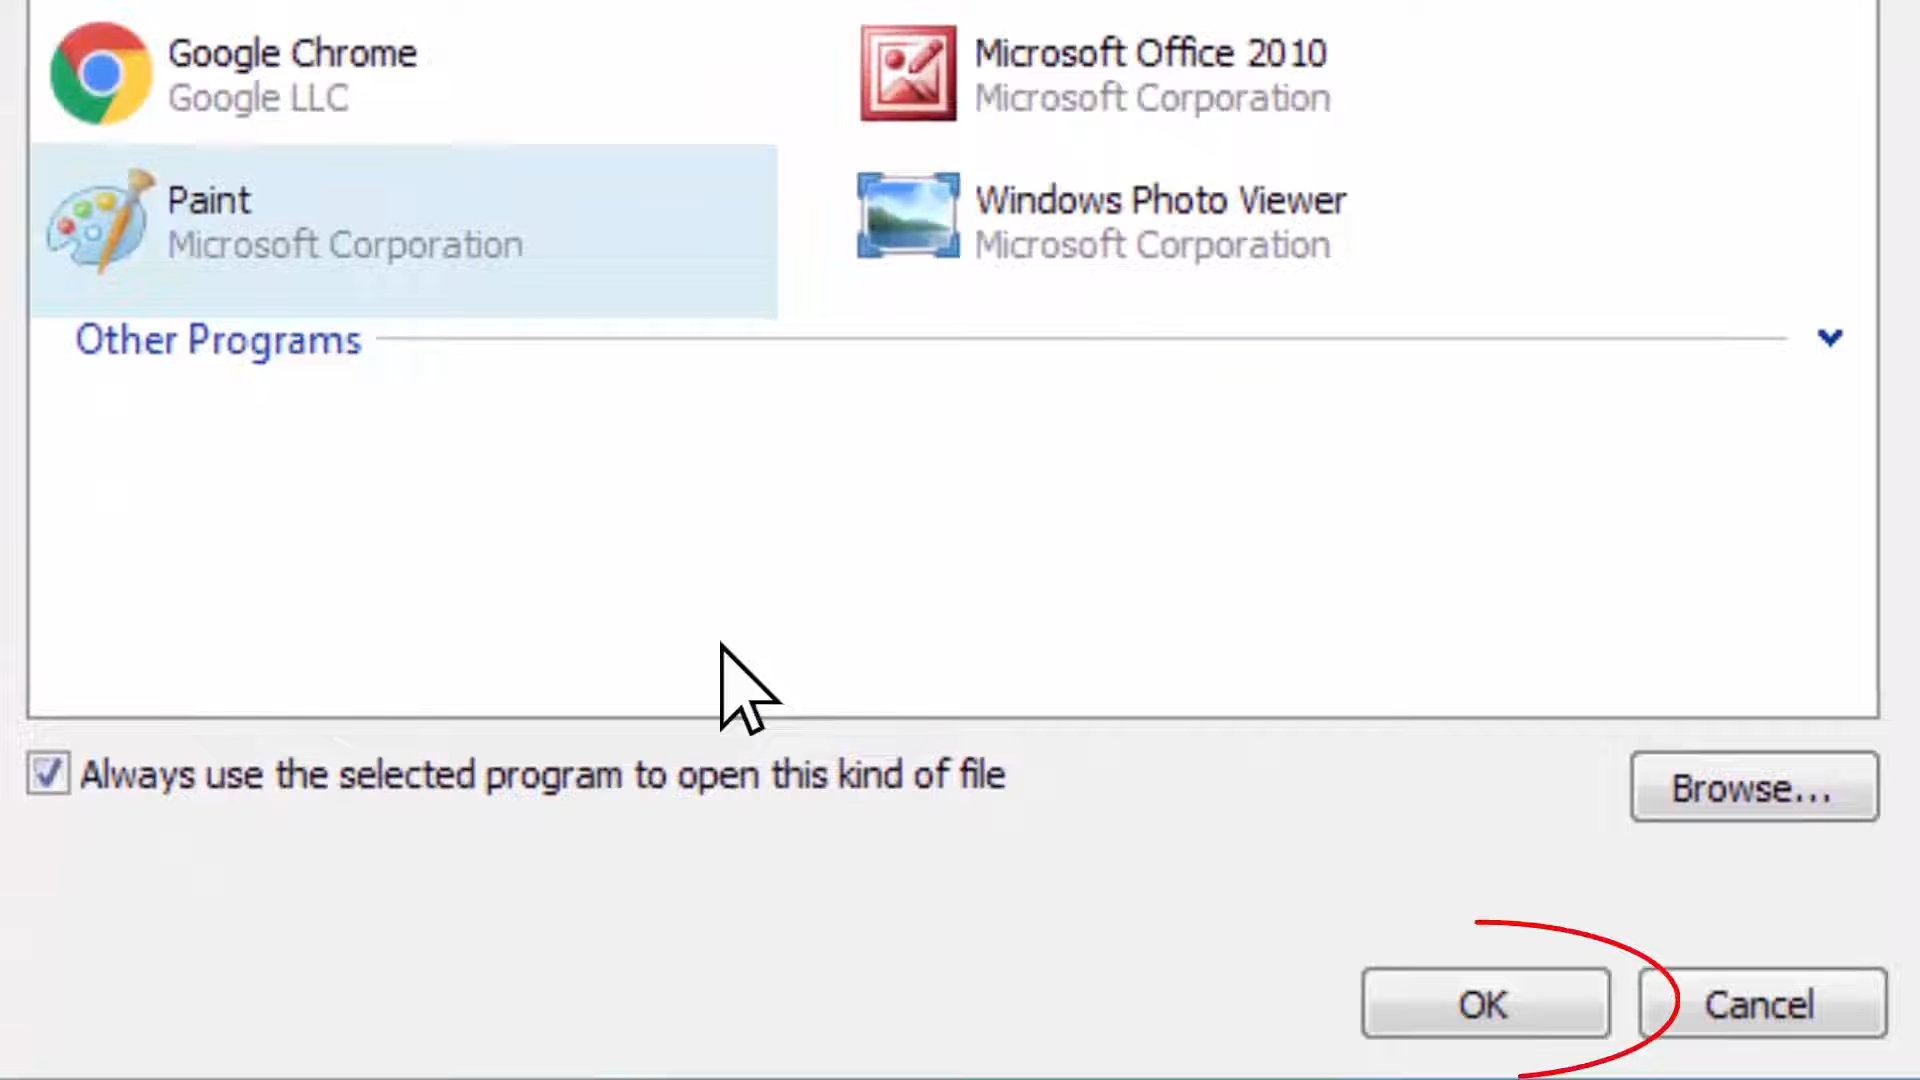 Google Chrome
Google LLC
Microsoft Office 2010
Microsoft Corporation
Paint
Microsoft Corporation
Windows Photo Viewer
Microsoft Corporation
Other Programs
Always use the selected program to open this kind of file
Browse...
OK
Cancel